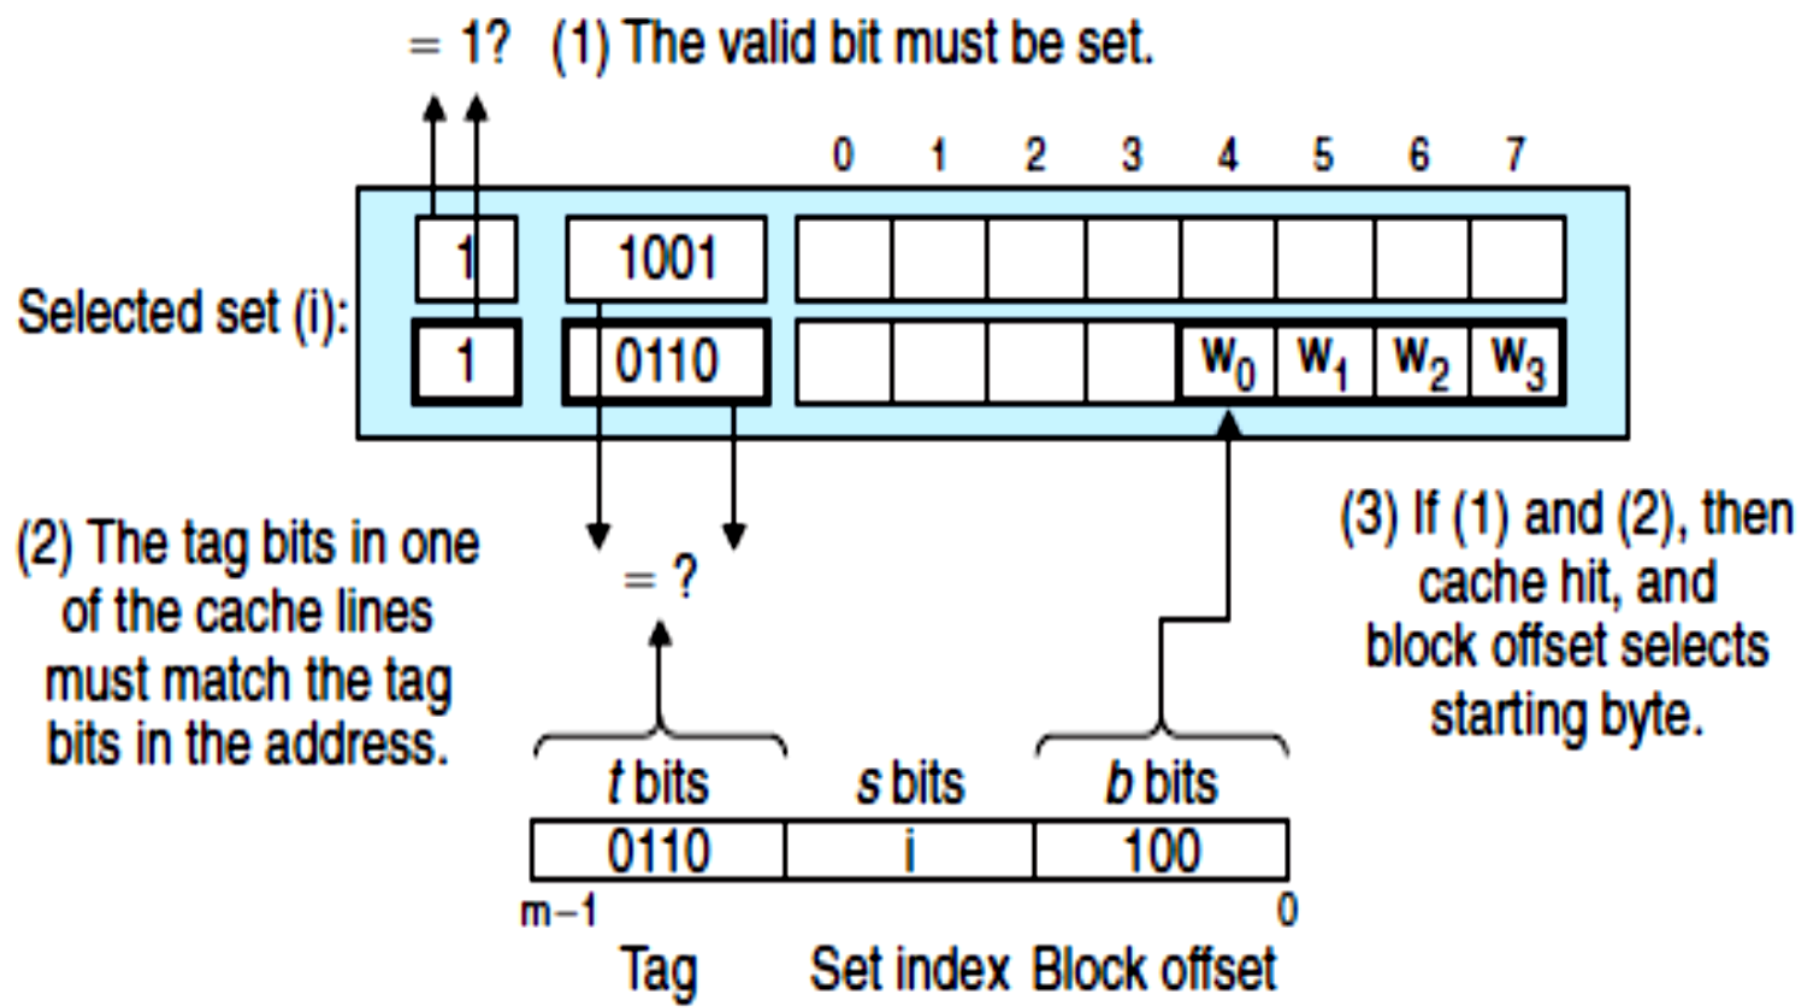 = 1? (1) The valid bit must be set.
0 1 2 3 4 5 6 7
1 1001
Selected set (i):
1 0110 w0 w1 w2 w3
(2) The tag bits in one
of the cache lines
must match the tag
bits in the address.
= ?
(3) If (1) and (2), then
cache hit, and
block offset selects
starting byte.
t bits s bits b bits
0110 i 100
m−1 0
Tag Set index Block offset